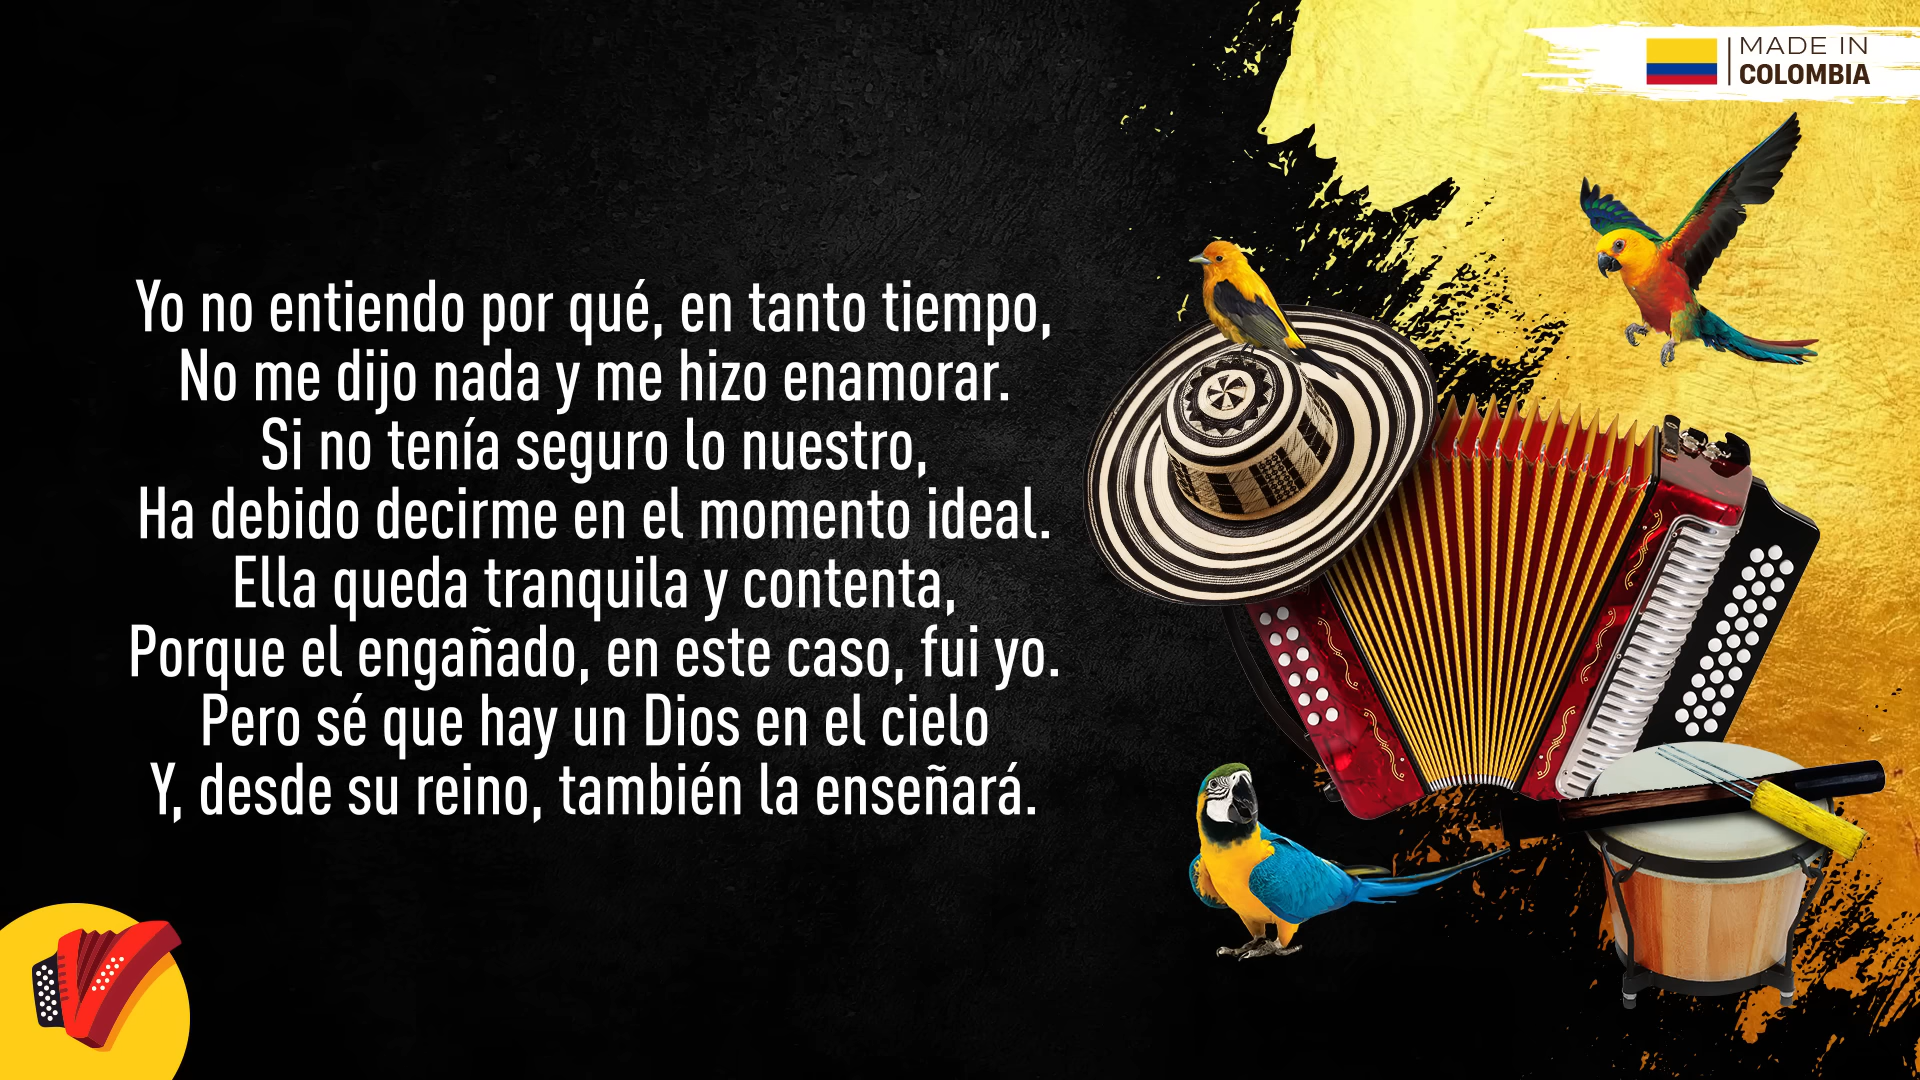 MADE IN
COLOMBIA
Yo no entiendo por qué, en tanto tiempo,
No me dijo nada y me hizo enamorar.
Si no tenía seguro lo nuestro,
Ha debido decirme en el momento ideal.
Ella queda tranquila y contenta,
Porque el engañado, en este caso, fui yo.
Pero sé que hay un Dios en el cielo
Y, desde su reino, también la enseñará.